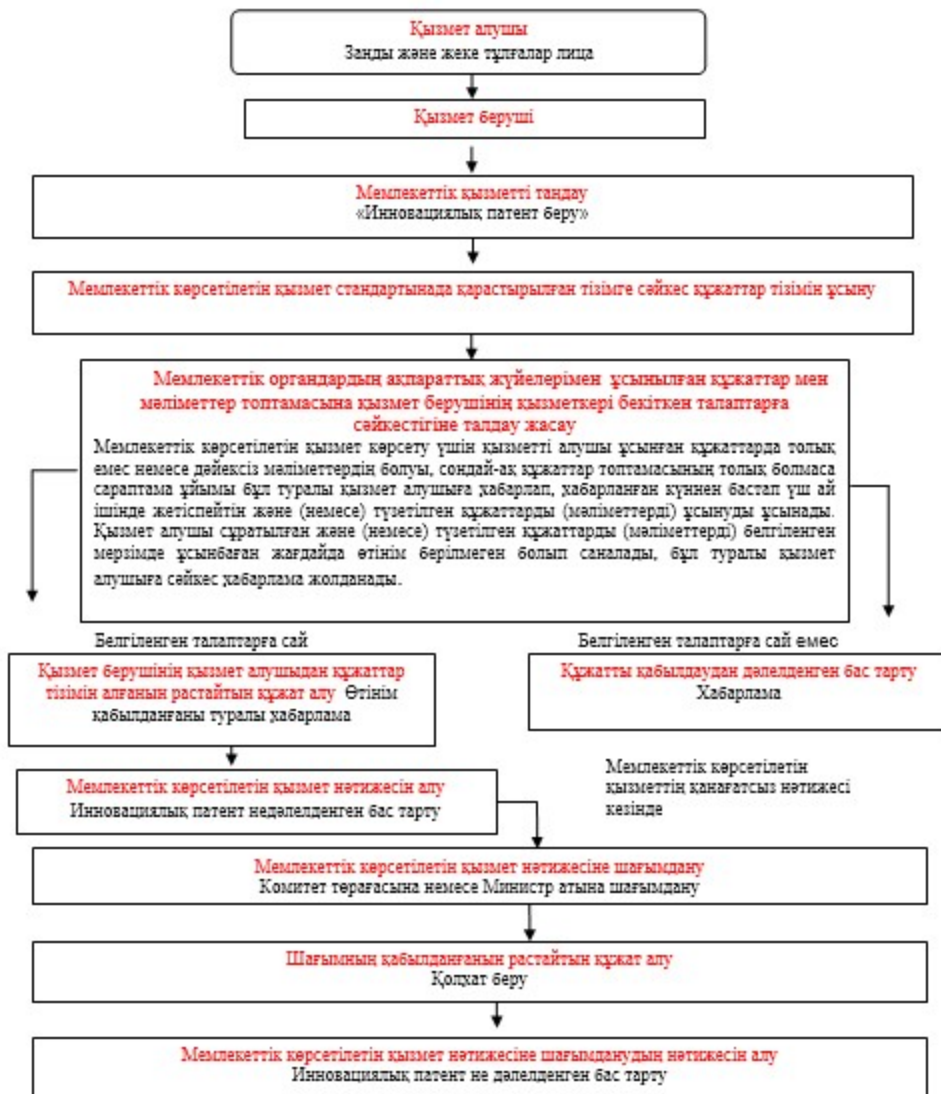 Қызмет алушы
Заңды және жеке тұлғалар лица
Қызмет беруші
Мемлекеттік қызметті таңдау
«Инновациялық патент беру»
Мемлекеттік көрсетілетін қызмет стандартынада қарастырылған тізімге сәйкес құжаттар тізімін ұсыну
Мемлекеттік органдардың ақпараттық жүйелерімен ұсынылған құжаттар мен
мәліметтер топтамасына қызмет берушінің қызметкері бекіткен талаптарға
сәйкестігіне талдау жасау
Мемлекеттік көрсетілетін қызмет көрсету үшін қызметті алушы ұсынған құжаттарда толық
емес немесе дәйексіз мәліметтердің болуы, сондай-ақ құжаттар топтамасының толық болмаса
сараптама ұйымы бұл туралы қызмет алушыға хабарлап, хабарланған күннен бастап үш ай
ішінде жетіспейтін және (немесе) түзетілген құжаттарды (мәліметтерді) ұсынуды ұсынады.
Қызмет алушы сұратылған және (немесе) түзетілген құжаттарды (мәліметтерді) белгіленген
мерзімде ұсынбаған жағдайда өтінім берілмеген болып саналады, бұл туралы қызмет
алушыға сәйкес хабарлама жолданады.
Белгіленген талаптарға сай
Белгіленген талаптарға сай емес
Қызмет берушінің қызмет алушыдан құжаттар
тізімін алғанын растайтын құжат алу Өтінім
қабылданғаны туралы хабарлама
Құжатты қабылдаудан дәлелденген бас тарту
Хабарлама
Мемлекеттік көрсетілетін қызмет нәтижесін алу
Инновациялық патент недәлелденген бас тарту
Мемлекеттік көрсетілетін
қызметтің қанағатсыз нәтижесі
кезінде
Мемлекеттік көрсетілетін қызмет нәтижесіне шағымдану
Комитет төрағасына немесе Министр атына шағымдану
Шағымның қабылданғанын растайтын құжат алу
Қолхат беру
Мемлекеттік көрсетілетін қызмет нәтижесіне шағымданудың нәтижесін алу
Инновациялық патент не дәлелденген бас тарту